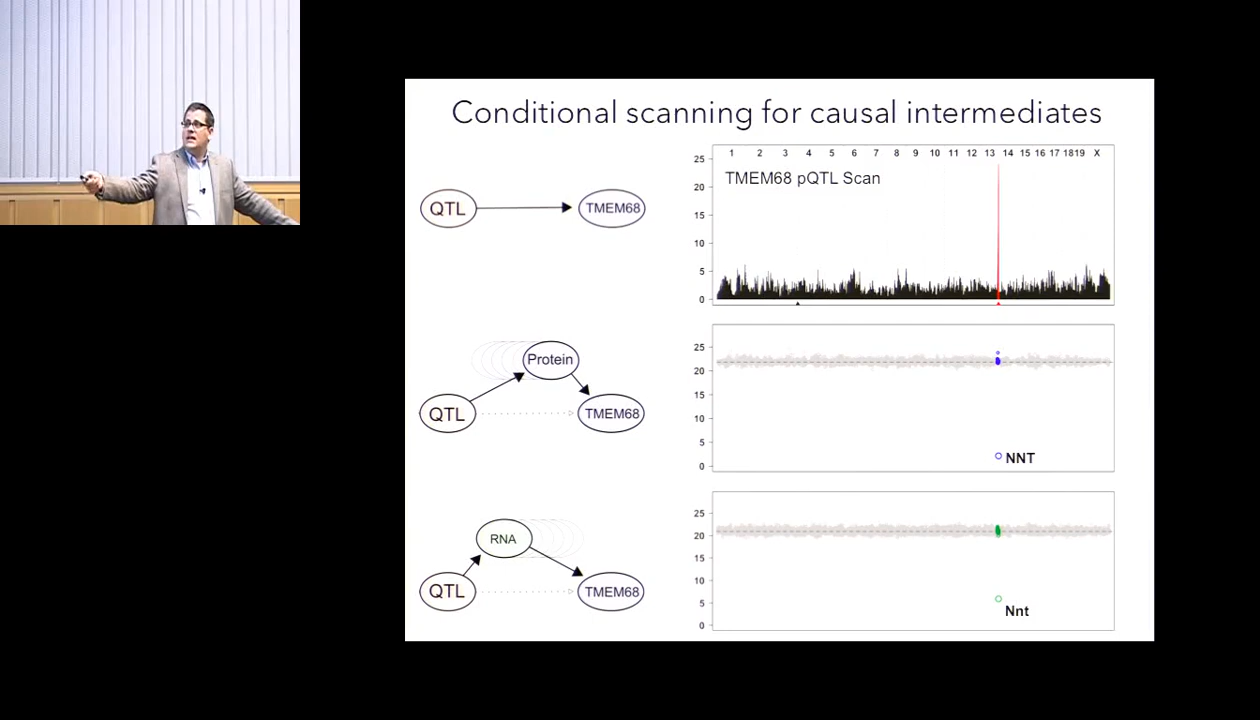 Conditional scanning for causal intermediates
QTL
TMEM68
1 2 3 4 5 6 7 8 9 10 11 12 13 14 15 16 17 18 19 X
TMEM68 pQTL Scan
25
20
15
10
5
0
Protein
QTL
TMEM68
25
20
15
10
5
0
NNT
RNA
QTL
TMEM68
25
20
15
10
5
0
Nnt